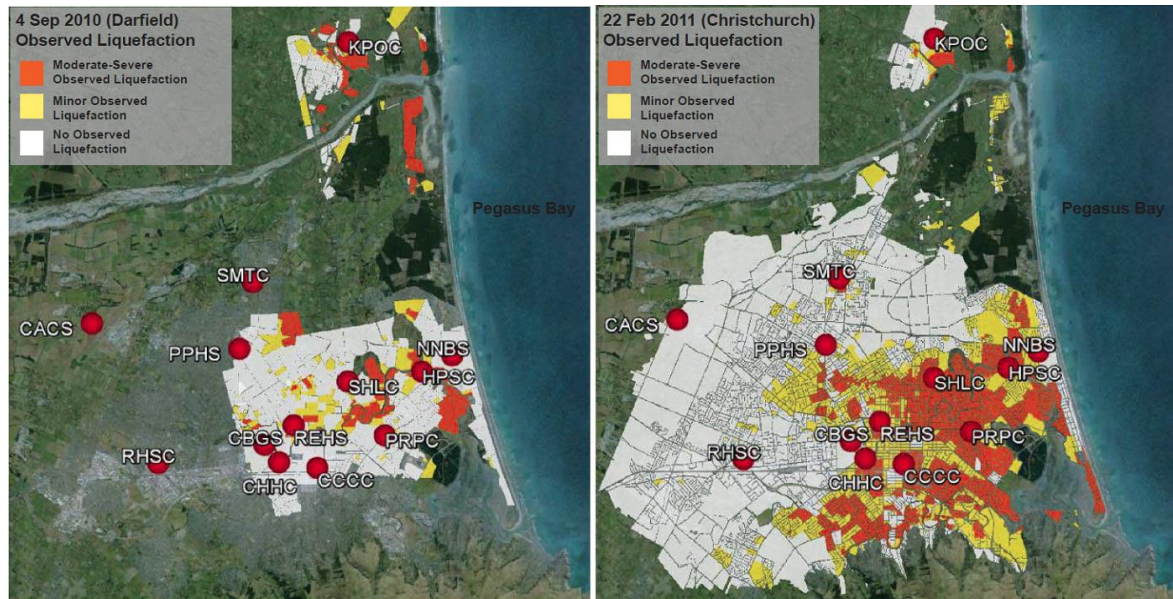 4 Sep 2010 (Darfield)
Observed Liquefaction
Moderate-Severe
Observed Liquefaction
Minor Observed
Liquefaction
No Observed
Liquefaction
KPOC
Pegasus Bay
SMTC
CACS
PPHS
NNBS
HPSC
SHLC
CBGS
REHS
PRPC
RHSC
CHHC
CCCC
22 Feb 2011 (Christchurch)
Observed Liquefaction
Moderate-Severe
Observed Liquefaction
Minor Observed
Liquefaction
No Observed
Liquefaction
KPOC
Pegasus Bay
SMTC
CACS
PPHS
NNBS
HPSC
SHLC
CBGS
REHS
PRPC
RHSC
CHHC
CCCC